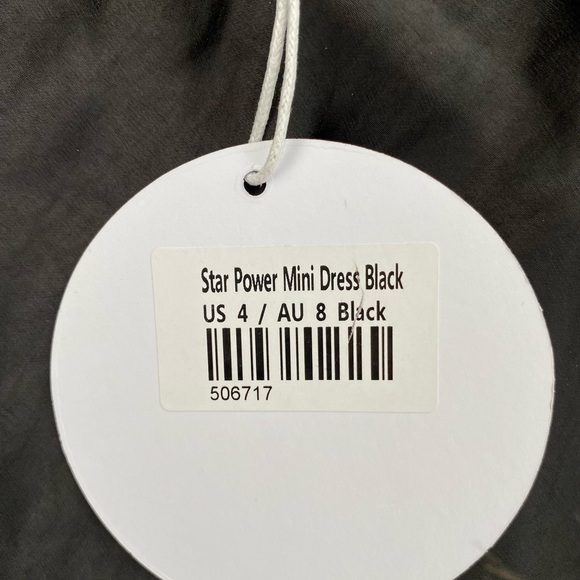 Star Power Mini Dress Black
US 4 / AU 8 Black
506717